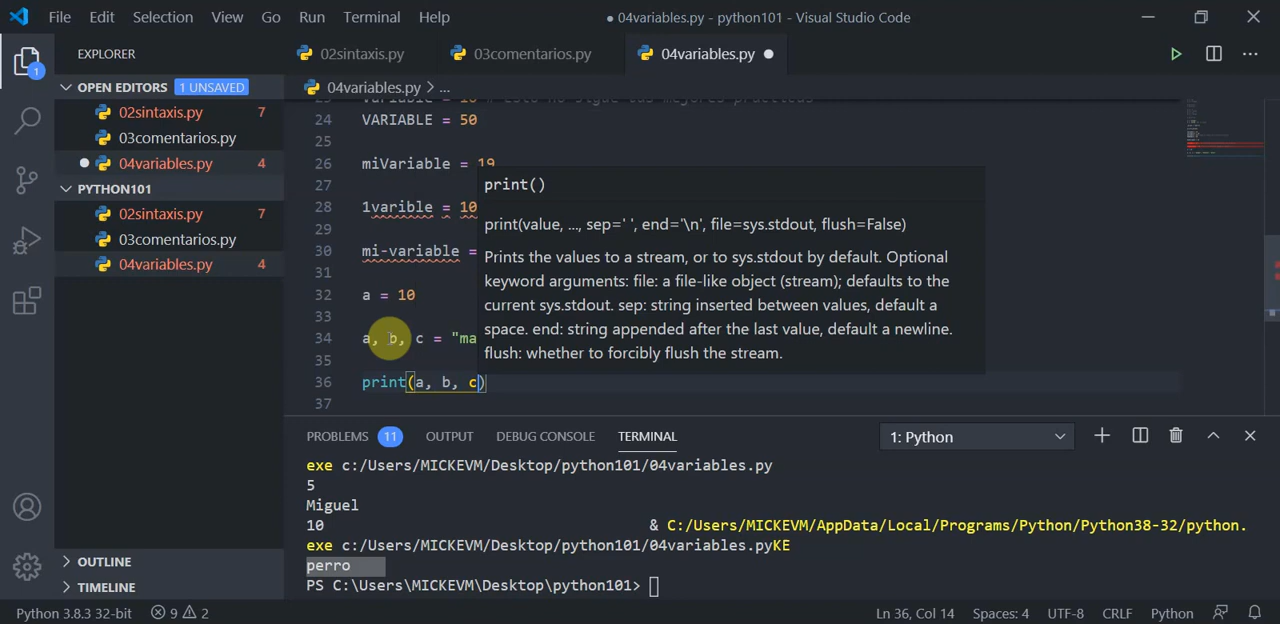 File Edit Selection View Go Run Terminal Help
● 04variables.py - python101 - Visual Studio Code
EXPLORER
OPEN EDITORS 1 UNSAVED
02sintaxis.py 7
03comentarios.py
04variables.py 4
PYTHON101
02sintaxis.py 7
03comentarios.py
04variables.py 4
OUTLINE
TIMELINE
1
02sintaxis.py 03comentarios.py 04variables.py ●
04variables.py > ...
24 VARIABLE = 50
25
26 miVariable = 19
27
28 1varible = 10
29
30 mi-variable =
31
32 a = 10
33
34 a, b, c = "ma
35
36 print(a, b, c)
37
print()
print(value, ..., sep=' ', end='\n', file=sys.stdout, flush=False)
Prints the values to a stream, or to sys.stdout by default. Optional
keyword arguments: file: a file-like object (stream); defaults to the
current sys.stdout. sep: string inserted between values, default a
space. end: string appended after the last value, default a newline.
flush: whether to forcibly flush the stream.
PROBLEMS 11 OUTPUT DEBUG CONSOLE TERMINAL 1: Python
exe c:/Users/MICKEVM/Desktop/python101/04variables.py
5
Miguel
10 & C:/Users/MICKEVM/AppData/Local/Programs/Python/Python38-32/python.
exe c:/Users/MICKEVM/Desktop/python101/04variables.pyKE
perro
PS C:\Users\MICKEVM\Desktop\python101>
Python 3.8.3 32-bit 9 2 Ln 36, Col 14 Spaces: 4 UTF-8 CRLF Python